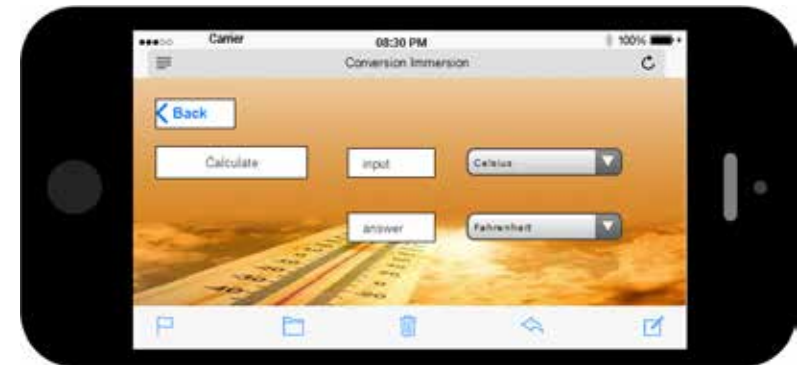 Carrier 08:30 PM 100%
Conversion Immersion
Back
Calculate input Celsius
answer Fahrenheit